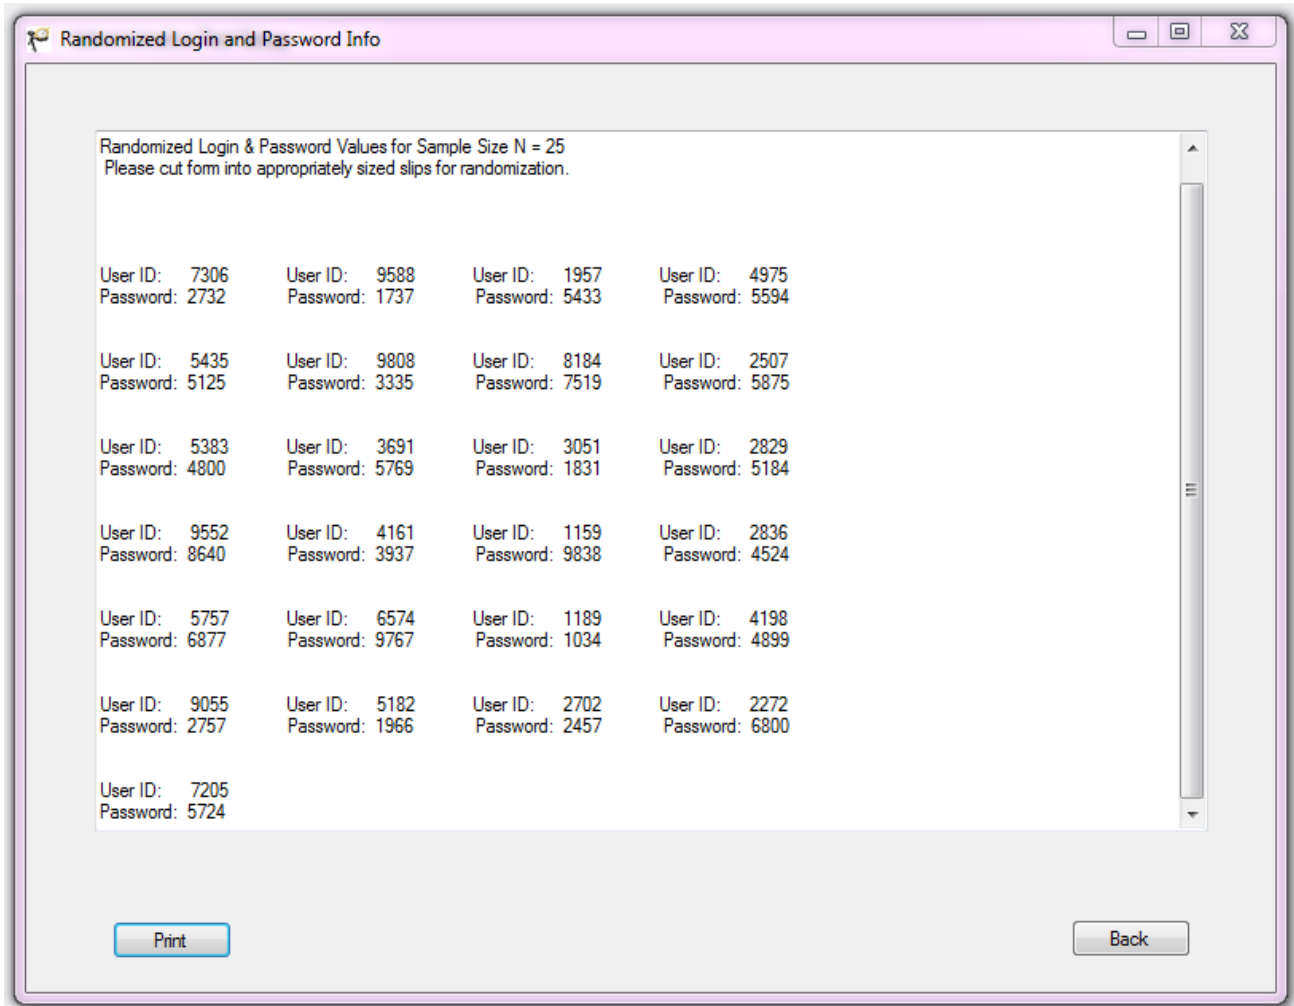 Randomized Login and Password Info
Randomized Login & Password Values for Sample Size N = 25
Please cut form into appropriately sized slips for randomization.
User ID: 7306 User ID: 9588 User ID: 1957 User ID: 4975
Password: 2732 Password: 1737 Password: 5433 Password: 5594
User ID: 5435 User ID: 9808 User ID: 8184 User ID: 2507
Password: 5125 Password: 3335 Password: 7519 Password: 5875
User ID: 5383 User ID: 3691 User ID: 3051 User ID: 2829
Password: 4800 Password: 5769 Password: 1831 Password: 5184
User ID: 9552 User ID: 4161 User ID: 1159 User ID: 2836
Password: 8640 Password: 3937 Password: 9838 Password: 4524
User ID: 5757 User ID: 6574 User ID: 1189 User ID: 4198
Password: 6877 Password: 9767 Password: 1034 Password: 4899
User ID: 9055 User ID: 5182 User ID: 2702 User ID: 2272
Password: 2757 Password: 1966 Password: 2457 Password: 6800
User ID: 7205
Password: 5724
Print Back